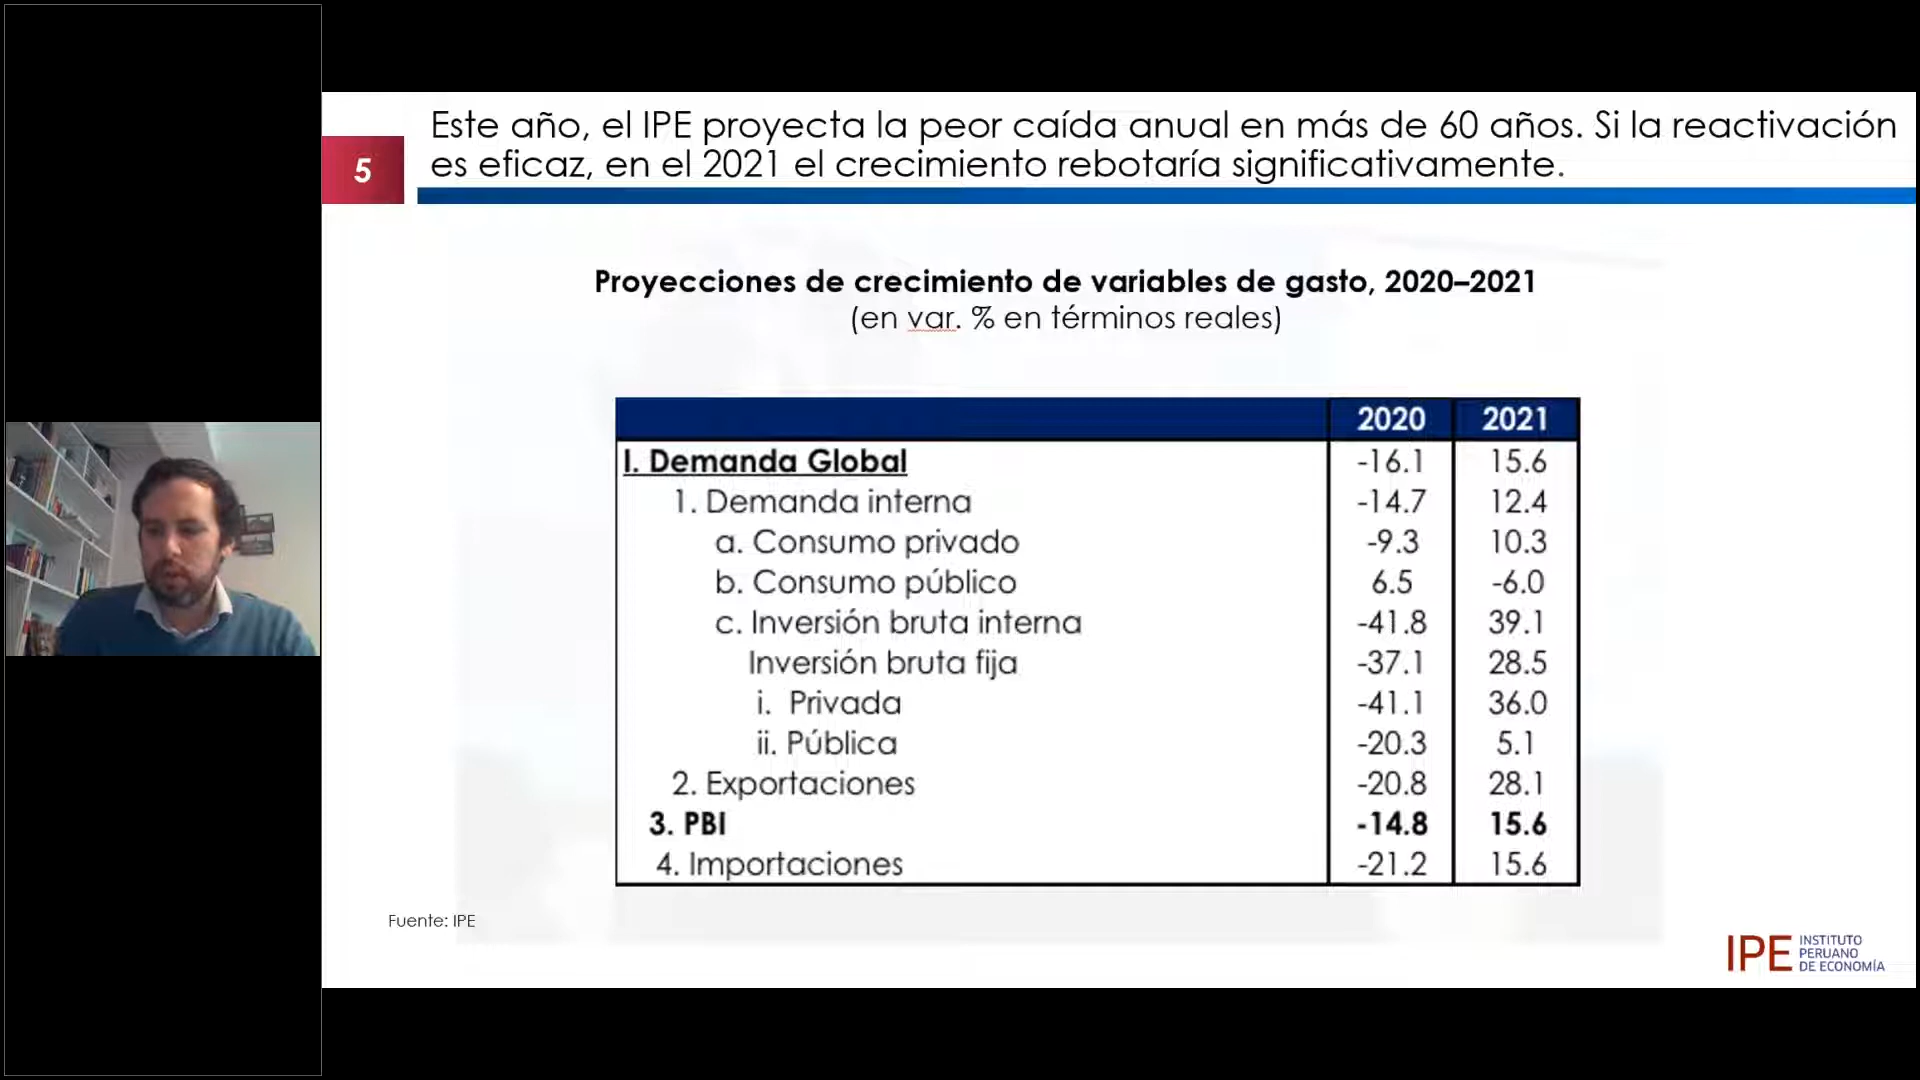 5
Este año, el IPE proyecta la peor caída anual en más de 60 años. Si la reactivación
es eficaz, en el 2021 el crecimiento rebotaría significativamente.
Proyecciones de crecimiento de variables de gasto, 2020–2021
(en var. % en términos reales)
2020 2021
I. Demanda Global -16.1 15.6
1. Demanda interna -14.7 12.4
a. Consumo privado -9.3 10.3
b. Consumo público 6.5 -6.0
c. Inversión bruta interna -41.8 39.1
Inversión bruta fija -37.1 28.5
i. Privada -41.1 36.0
ii. Pública -20.3 5.1
2. Exportaciones -20.8 28.1
3. PBI -14.8 15.6
4. Importaciones -21.2 15.6
Fuente: IPE
IPE
INSTITUTO
PERUANO
DE ECONOMÍA